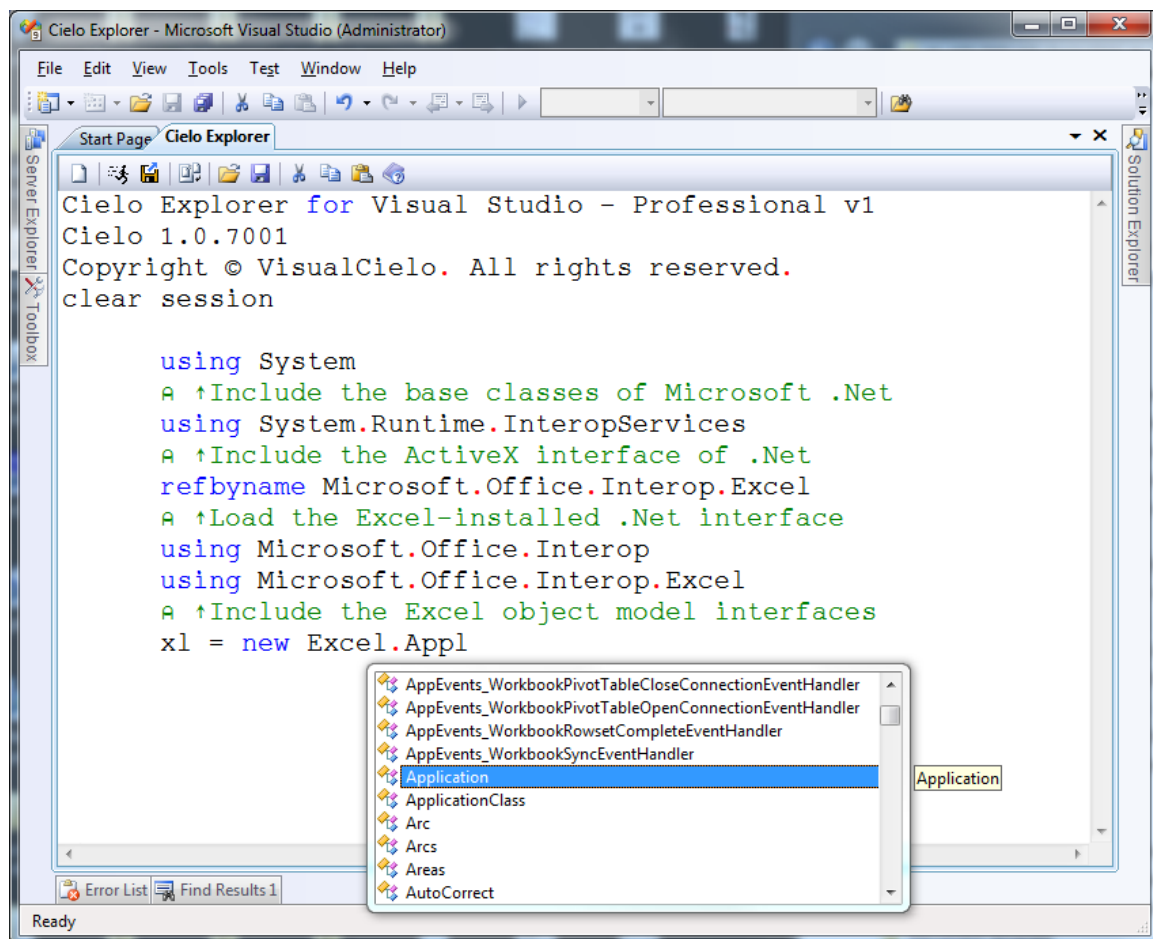 Cielo Explorer - Microsoft Visual Studio (Administrator)
File Edit View Tools Test Window Help
Start Page Cielo Explorer
Server Explorer
Toolbox
Solution Explorer
Cielo Explorer for Visual Studio - Professional v1
Cielo 1.0.7001
Copyright © VisualCielo. All rights reserved.
clear session
using System
⍝ ↑Include the base classes of Microsoft .Net
using System.Runtime.InteropServices
⍝ ↑Include the ActiveX interface of .Net
refbyname Microsoft.Office.Interop.Excel
⍝ ↑Load the Excel-installed .Net interface
using Microsoft.Office.Interop
using Microsoft.Office.Interop.Excel
⍝ ↑Include the Excel object model interfaces
xl = new Excel.Appl
AppEvents_WorkbookPivotTableCloseConnectionEventHandler
AppEvents_WorkbookPivotTableOpenConnectionEventHandler
AppEvents_WorkbookRowsetCompleteEventHandler
AppEvents_WorkbookSyncEventHandler
Application
Application
ApplicationClass
Arc
Arcs
Areas
AutoCorrect
Error List Find Results 1
Ready